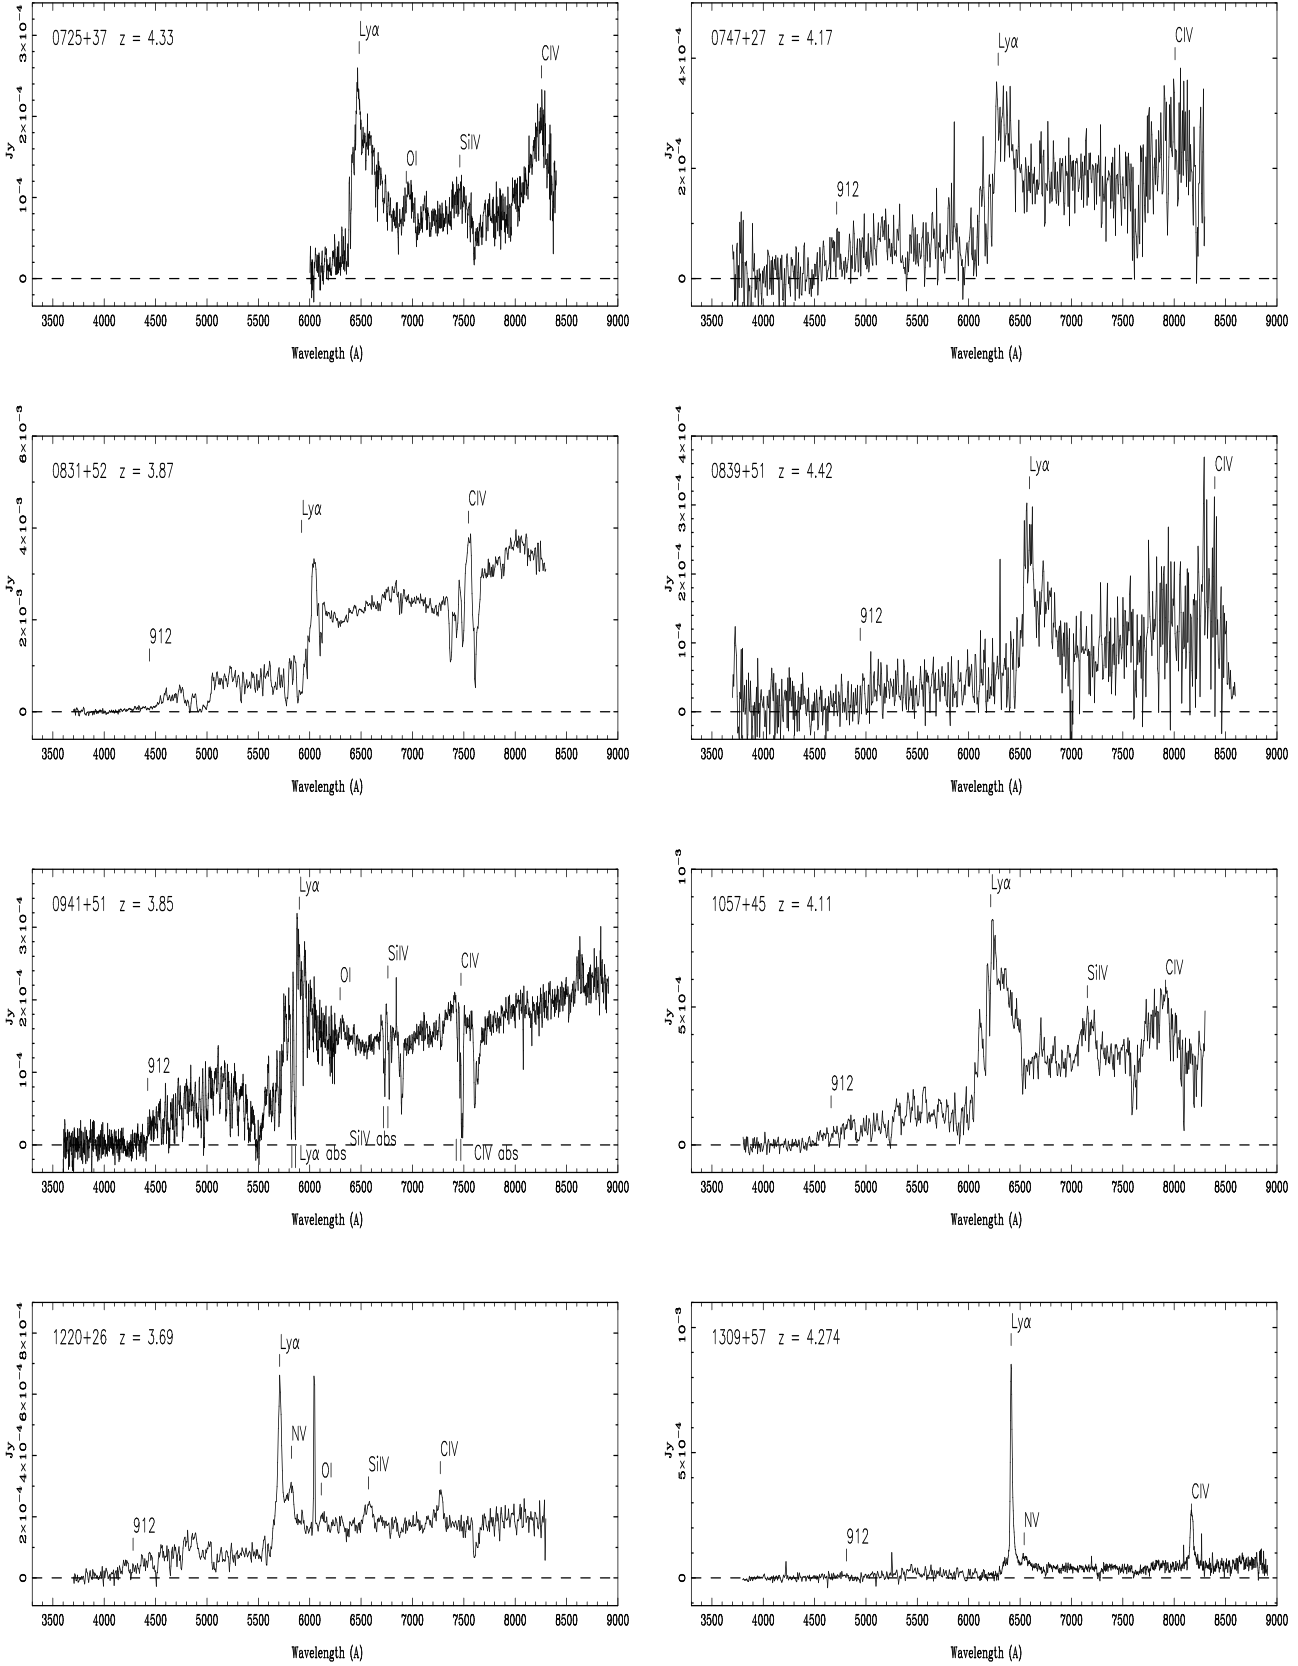 0725+37 z = 4.33
Lyα
OI
SiIV
CIV
Jy
0
10⁻⁴
2×10⁻⁴
3×10⁻⁴
3500 4000 4500 5000 5500 6000 6500 7000 7500 8000 8500 9000
Wavelength (A)
0747+27 z = 4.17
912
Lyα
CIV
Jy
0
2×10⁻⁴
4×10⁻⁴
3500 4000 4500 5000 5500 6000 6500 7000 7500 8000 8500 9000
Wavelength (A)
0831+52 z = 3.87
912
Lyα
CIV
Jy
0
2×10⁻³
4×10⁻³
6×10⁻³
3500 4000 4500 5000 5500 6000 6500 7000 7500 8000 8500 9000
Wavelength (A)
0839+51 z = 4.42
912
Lyα
CIV
Jy
0
10⁻⁴
2×10⁻⁴
3×10⁻⁴
4×10⁻⁴
3500 4000 4500 5000 5500 6000 6500 7000 7500 8000 8500 9000
Wavelength (A)
0941+51 z = 3.85
912
Lyα
OI
SiIV
CIV
SiIV abs
Lyα abs
CIV abs
Jy
0
10⁻⁴
2×10⁻⁴
3×10⁻⁴
3500 4000 4500 5000 5500 6000 6500 7000 7500 8000 8500 9000
Wavelength (A)
1057+45 z = 4.11
912
Lyα
SiIV
CIV
Jy
0
5×10⁻⁴
10⁻³
3500 4000 4500 5000 5500 6000 6500 7000 7500 8000 8500 9000
Wavelength (A)
1220+26 z = 3.69
912
Lyα
NV
OI
SiIV
CIV
Jy
0
2×10⁻⁴
4×10⁻⁴
6×10⁻⁴
8×10⁻⁴
3500 4000 4500 5000 5500 6000 6500 7000 7500 8000 8500 9000
Wavelength (A)
1309+57 z = 4.274
912
Lyα
NV
CIV
Jy
0
5×10⁻⁴
10⁻³
3500 4000 4500 5000 5500 6000 6500 7000 7500 8000 8500 9000
Wavelength (A)